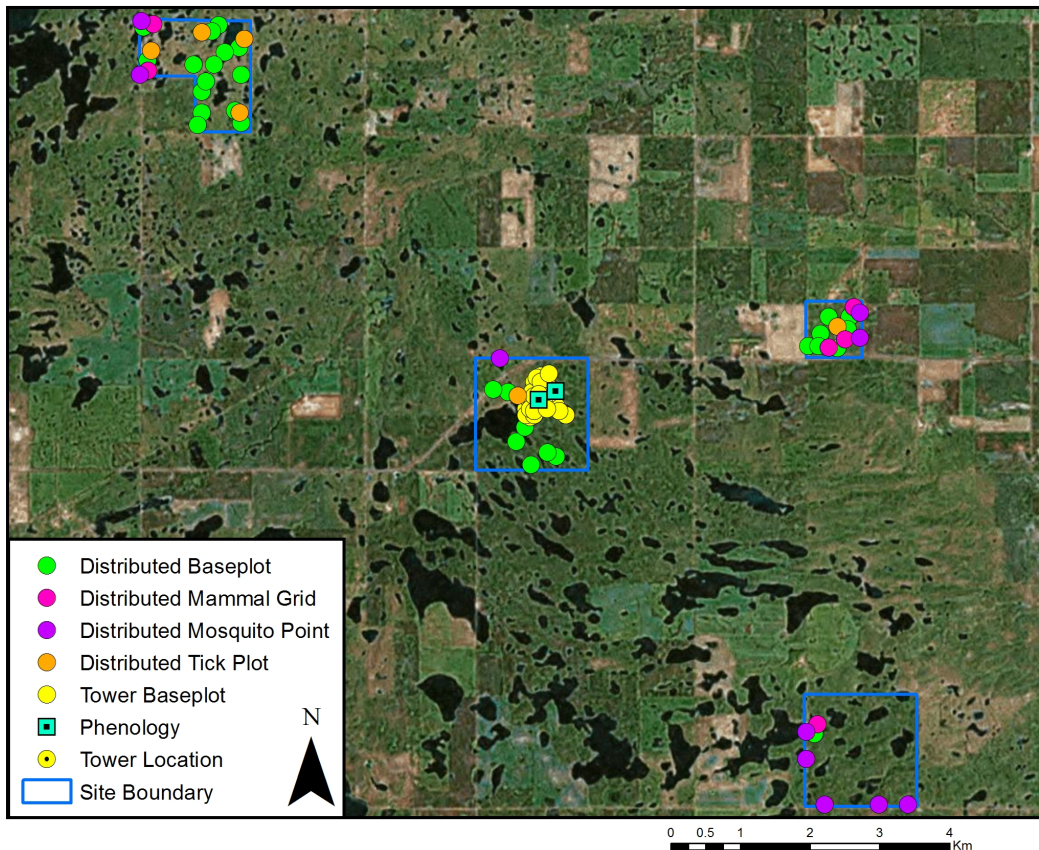 Distributed Baseplot
Distributed Mammal Grid
Distributed Mosquito Point
Distributed Tick Plot
Tower Baseplot
Phenology
Tower Location
Site Boundary
N
0 0.5 1 2 3 4
Km